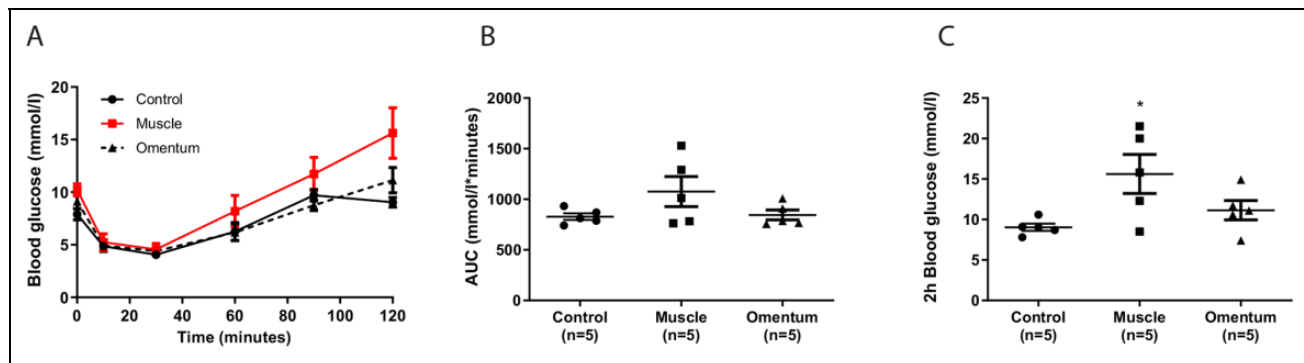 A
Blood glucose (mmol/l)
20
15
10
5
0
Control
Muscle
Omentum
0 20 40 60 80 100 120
Time (minutes)
B
AUC (mmol/l*minutes)
2000
1500
1000
500
0
Control Muscle Omentum
(n=5) (n=5) (n=5)
C
2h Blood glucose (mmol/l)
25
20
15
10
5
0
*
Control Muscle Omentum
(n=5) (n=5) (n=5)